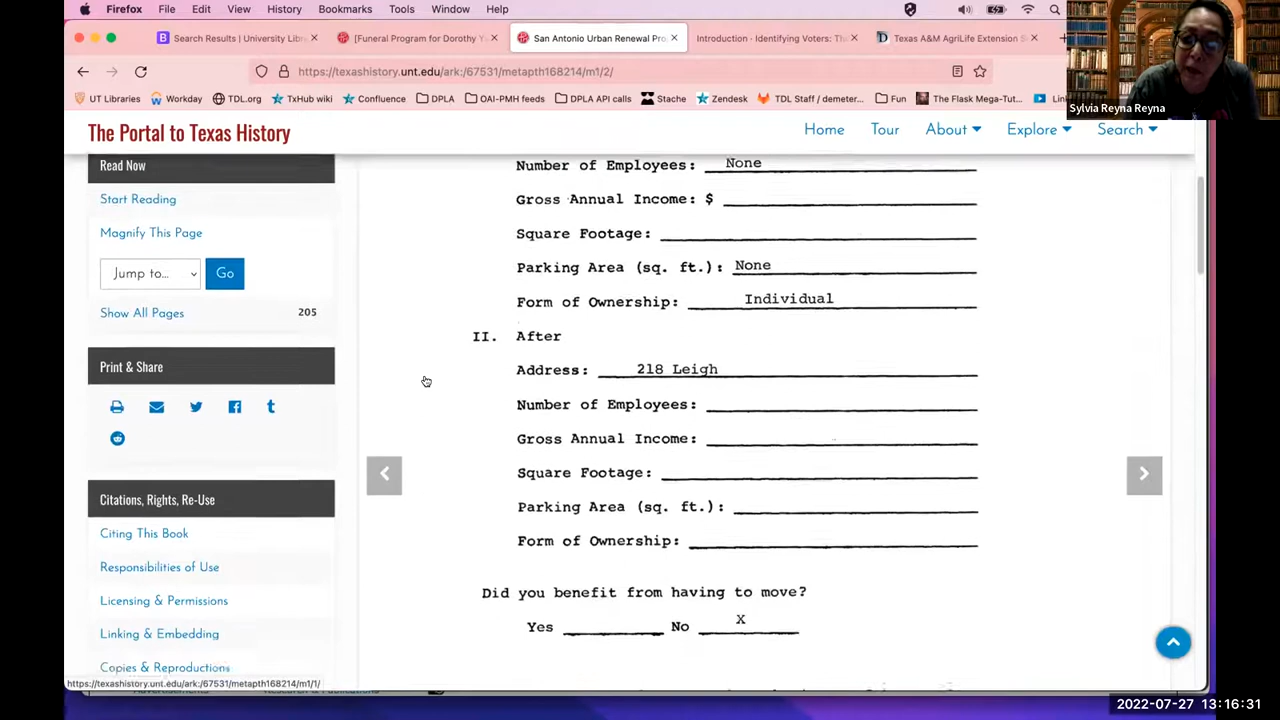 Firefox File Edit View History Bookmarks Tools Window Help
Search Results | University Libr
[Funeral Program for Dorothy
San Antonio Urban Renewal Pro
Introduction · Identifying Voters: Th
Texas A&M AgriLife Extension S
https://texashistory.unt.edu/ark:/67531/metapth168214/m1/2/
UT Libraries Workday TDL.org TxHub wiki Confluence DPLA OAI-PMH feeds DPLA API calls Stache Zendesk TDL Staff / demeter... Fun The Flask Mega-Tut...
Sylvia Reyna Reyna
The Portal to Texas History
Home Tour About Explore Search
Read Now
Start Reading
Magnify This Page
Jump to... Go
Show All Pages 205
Print & Share
Citations, Rights, Re-Use
Citing This Book
Responsibilities of Use
Licensing & Permissions
Linking & Embedding
Copies & Reproductions
Number of Employees: None
Gross Annual Income: $
Square Footage:
Parking Area (sq. ft.): None
Form of Ownership: Individual
II. After
Address: 218 Leigh
Number of Employees:
Gross Annual Income:
Square Footage:
Parking Area (sq. ft.):
Form of Ownership:
Did you benefit from having to move?
Yes No X
https://texashistory.unt.edu/ark:/67531/metapth168214/m1/1/
2022-07-27 13:16:31